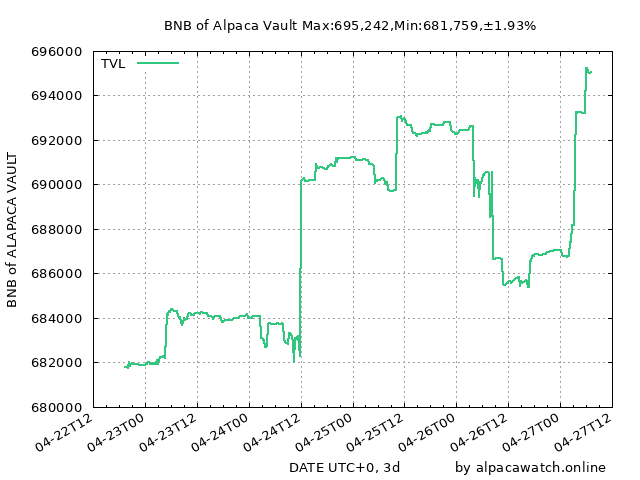 BNB of Alpaca Vault Max:695,242,Min:681,759,±1.93%
696000
TVL
694000
692000
690000
688000
686000
684000
682000
680000
BNB of ALAPACA VAULT
04-22T12
04-23T00
04-23T12
04-24T00
04-24T12
04-25T00
04-25T12
04-26T00
04-26T12
04-27T00
04-27T12
DATE UTC+0, 3d
by alpacawatch.online